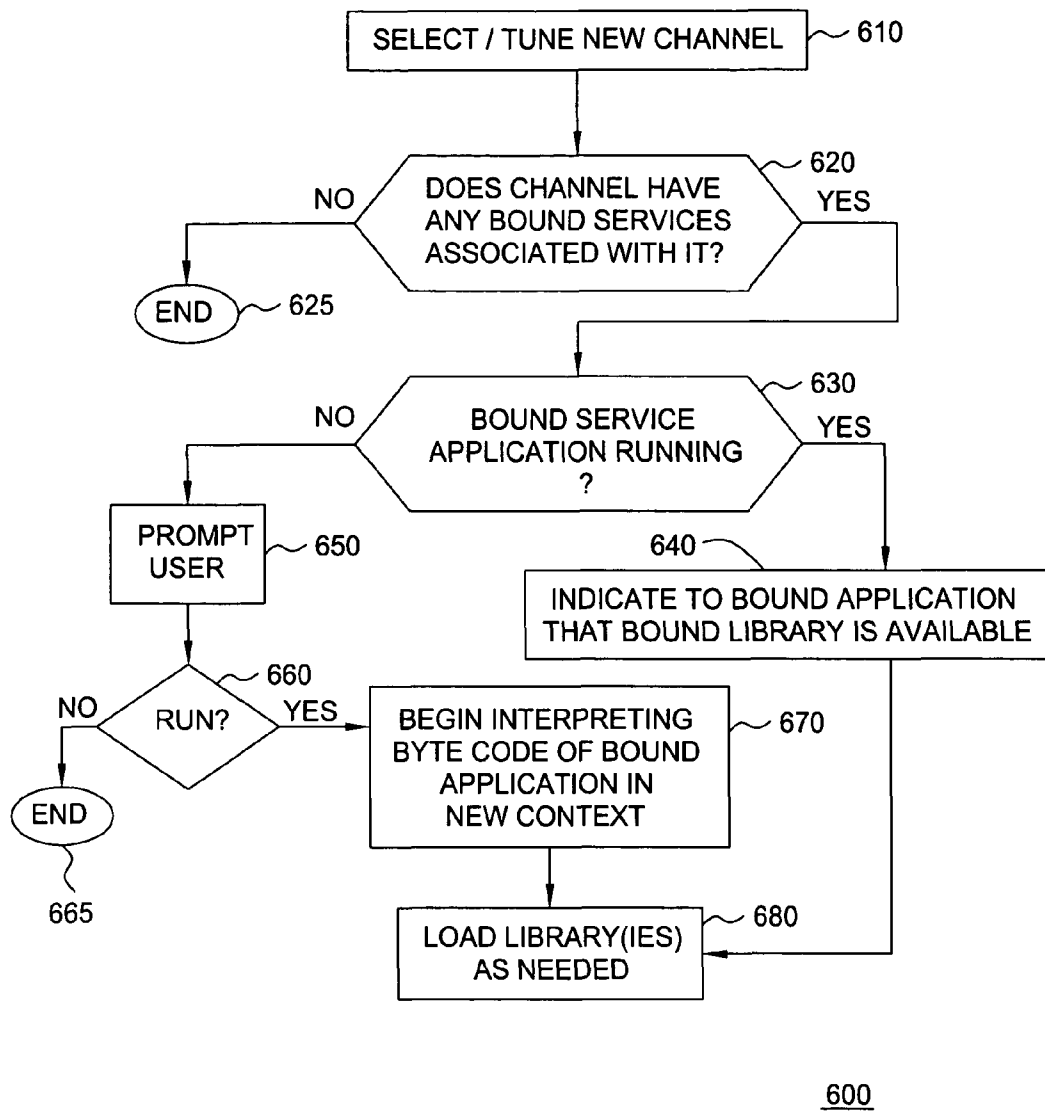 SELECT / TUNE NEW CHANNEL
610
620
NO
DOES CHANNEL HAVE
ANY BOUND SERVICES
ASSOCIATED WITH IT?
YES
END
625
630
NO
BOUND SERVICE
APPLICATION RUNNING
?
YES
PROMPT
USER
650
640
INDICATE TO BOUND APPLICATION
THAT BOUND LIBRARY IS AVAILABLE
660
NO
RUN?
YES
BEGIN INTERPRETING
BYTE CODE OF BOUND
APPLICATION IN
NEW CONTEXT
670
END
665
LOAD LIBRARY(IES)
AS NEEDED
680
600